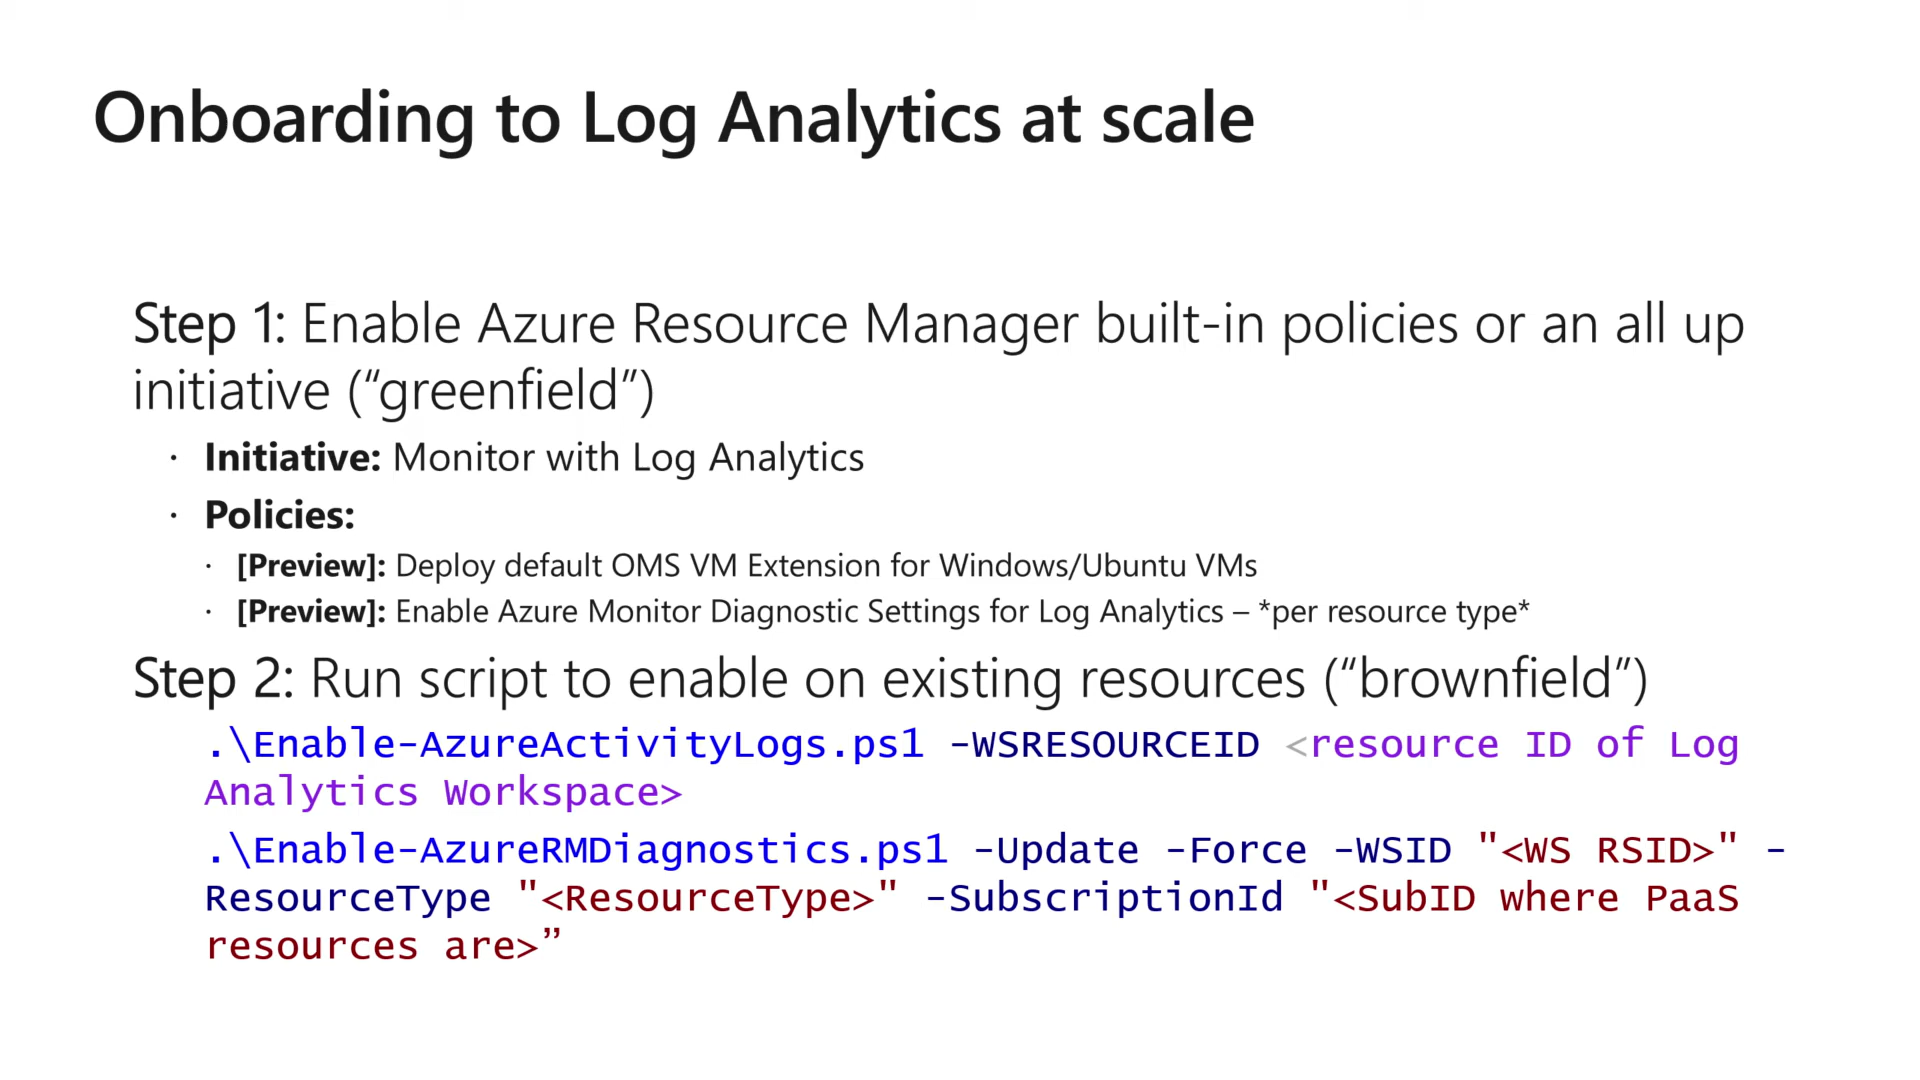 Onboarding to Log Analytics at scale
Step 1: Enable Azure Resource Manager built-in policies or an all up
initiative (“greenfield”)
· Initiative: Monitor with Log Analytics
· Policies:
· [Preview]: Deploy default OMS VM Extension for Windows/Ubuntu VMs
· [Preview]: Enable Azure Monitor Diagnostic Settings for Log Analytics – *per resource type*
Step 2: Run script to enable on existing resources (“brownfield”)
.\Enable-AzureActivityLogs.ps1 -WSRESOURCEID <resource ID of Log
Analytics Workspace>
.\Enable-AzureRMDiagnostics.ps1 -Update -Force -WSID "<WS RSID>" -
ResourceType "<ResourceType>" -SubscriptionId "<SubID where PaaS
resources are>”